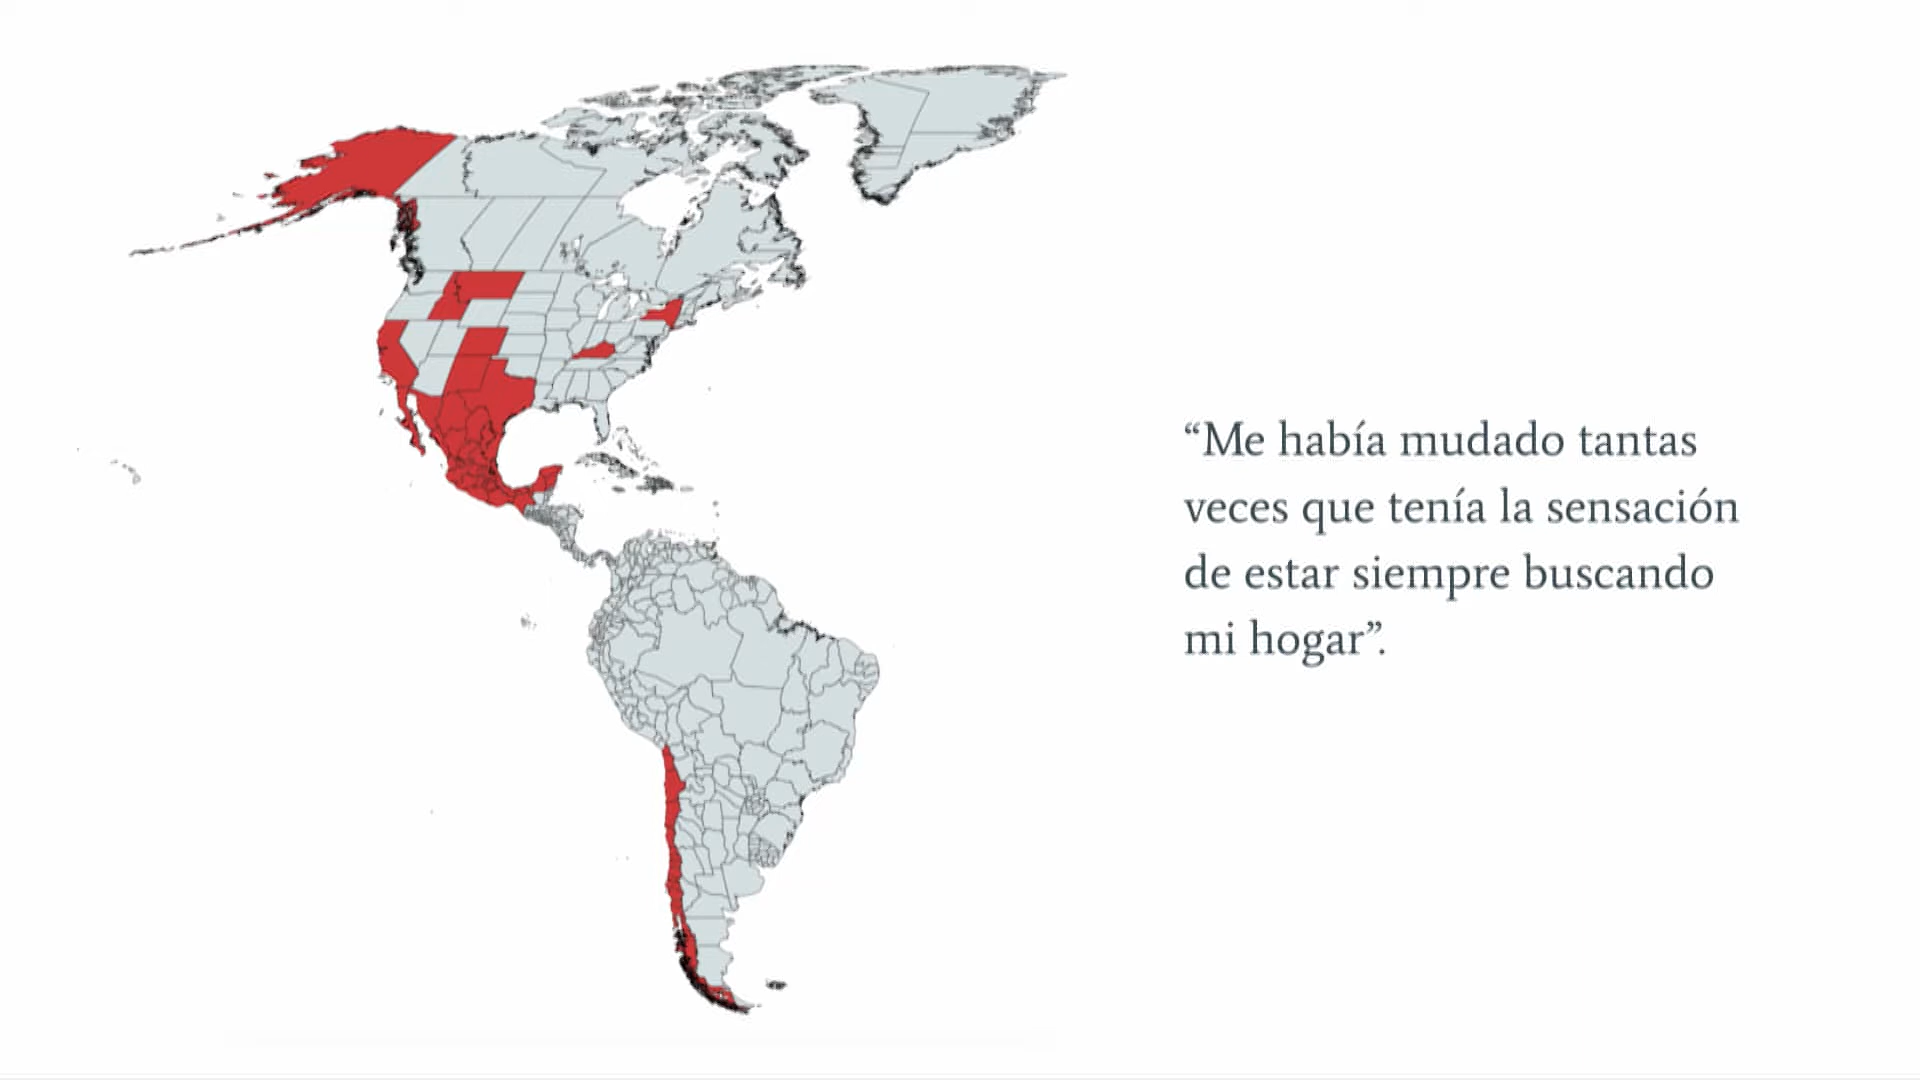 “Me había mudado tantas
veces que tenía la sensación
de estar siempre buscando
mi hogar”.